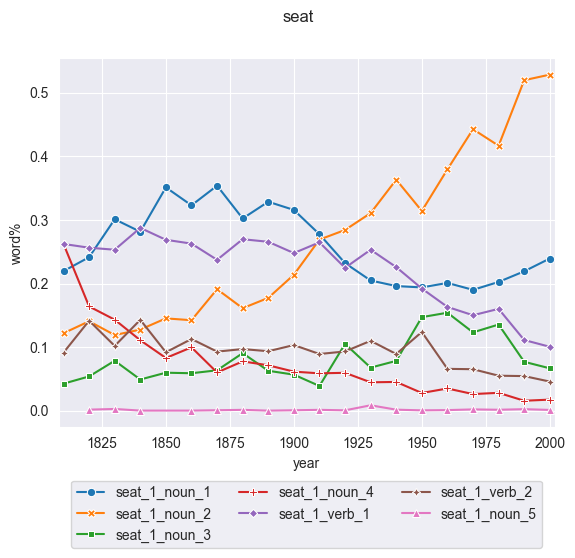 seat
0.5
0.4
0.3
0.2
0.1
0.0
word%
1825 1850 1875 1900 1925 1950 1975 2000
year
seat_1_noun_1 seat_1_noun_4 seat_1_verb_2
seat_1_noun_2 seat_1_verb_1 seat_1_noun_5
seat_1_noun_3